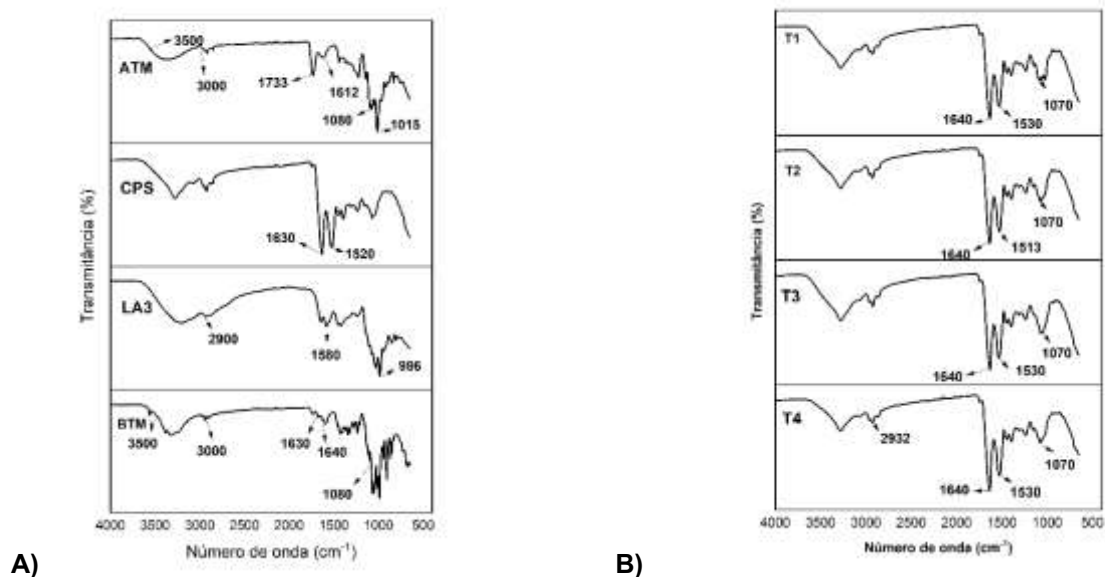 ATM
3500
3000
1733
1612
1080
1015
CPS
1630
1520
LA3
2900
1580
996
BTM
3500
3000
1630
1640
1080
Transmitância (%)
4000 3500 3000 2500 2000 1500 1000 500
Número de onda (cm⁻¹)
A)
T1
1640
1530
1070
T2
1640
1513
1070
T3
1640
1530
1070
T4
2932
1640
1530
1070
Transmitância (%)
4000 3500 3000 2500 2000 1500 1000 500
Número de onda (cm⁻¹)
B)